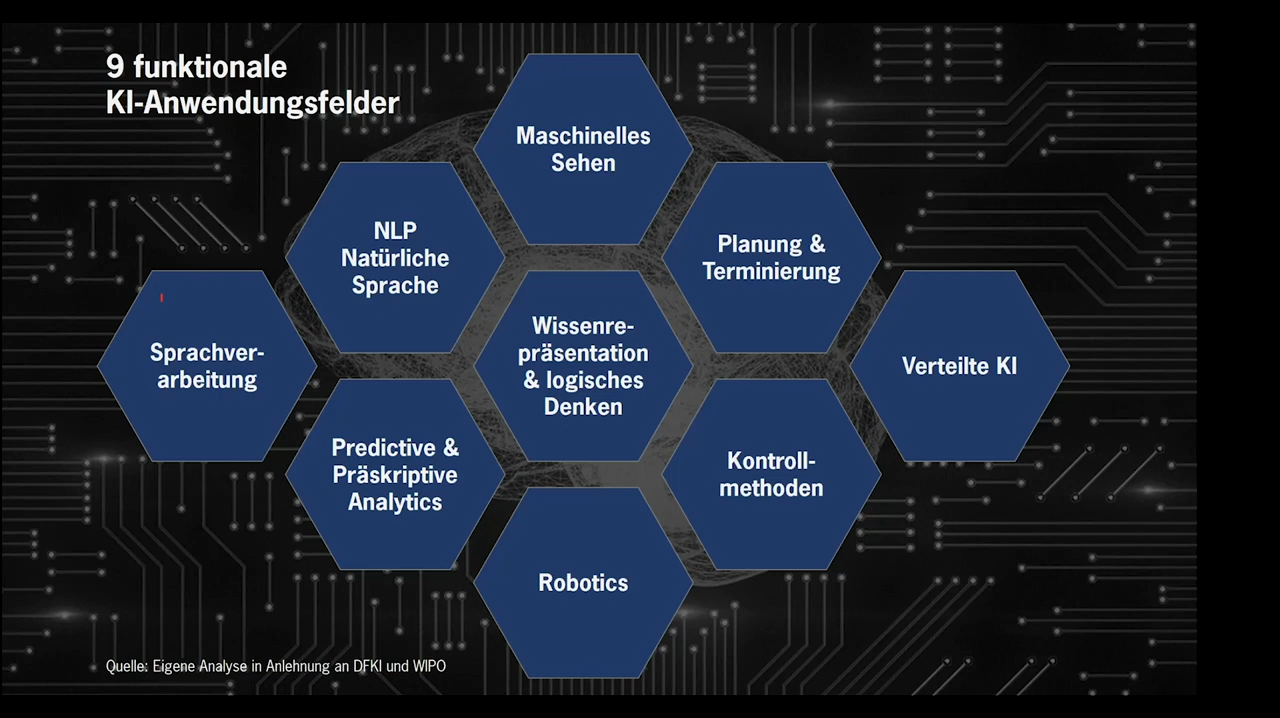 9 funktionale
KI-Anwendungsfelder
Maschinelles
Sehen
NLP
Natürliche
Sprache
Planung &
Terminierung
Sprachver-
arbeitung
Wissenre-
präsentation
& logisches
Denken
Verteilte KI
Predictive &
Präskriptive
Analytics
Kontroll-
methoden
Robotics
Quelle: Eigene Analyse in Anlehnung an DFKI und WIPO